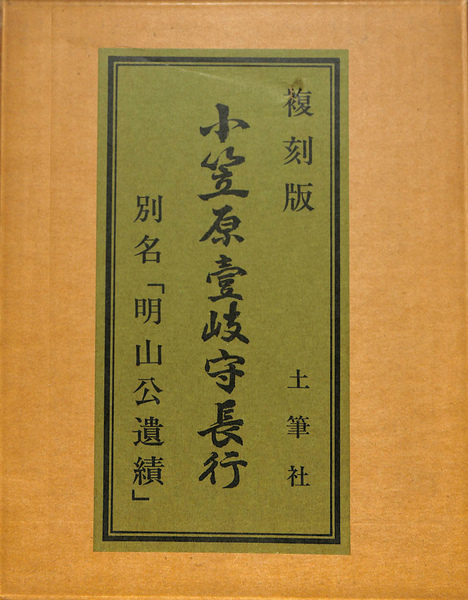 複刻版
土筆社
小笠原壹岐守長行
別名「明山公遺績」